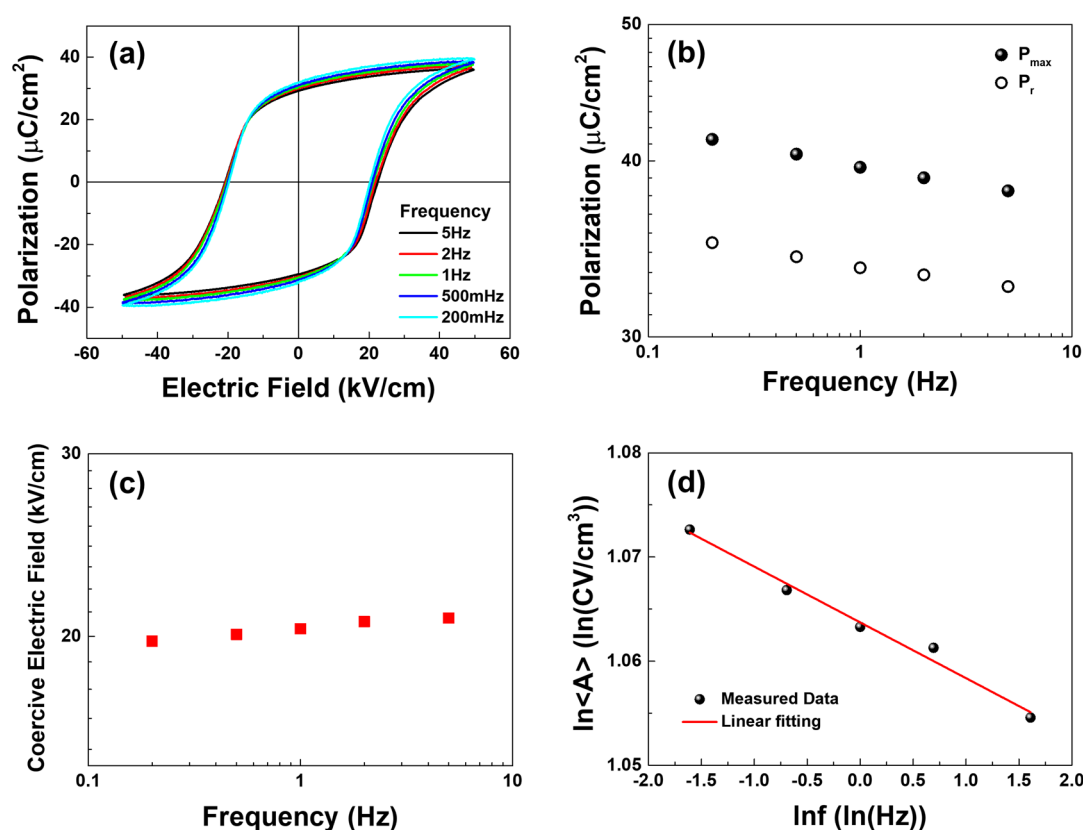 (a)
Polarization (μC/cm²)
40
20
0
-20
-40
-60
-40
-20
0
20
40
60
Electric Field (kV/cm)
Frequency
5Hz
2Hz
1Hz
500mHz
200mHz
(b)
Polarization (μC/cm²)
50
40
30
0.1
1
10
Frequency (Hz)
Pmax
Pr
(c)
Coercive Electric Field (kV/cm)
30
20
0.1
1
10
Frequency (Hz)
(d)
ln<A> (ln(CV/cm³))
1.08
1.07
1.06
1.05
-2.0
-1.5
-1.0
-0.5
0.0
0.5
1.0
1.5
2.0
lnf (ln(Hz))
Measured Data
Linear fitting